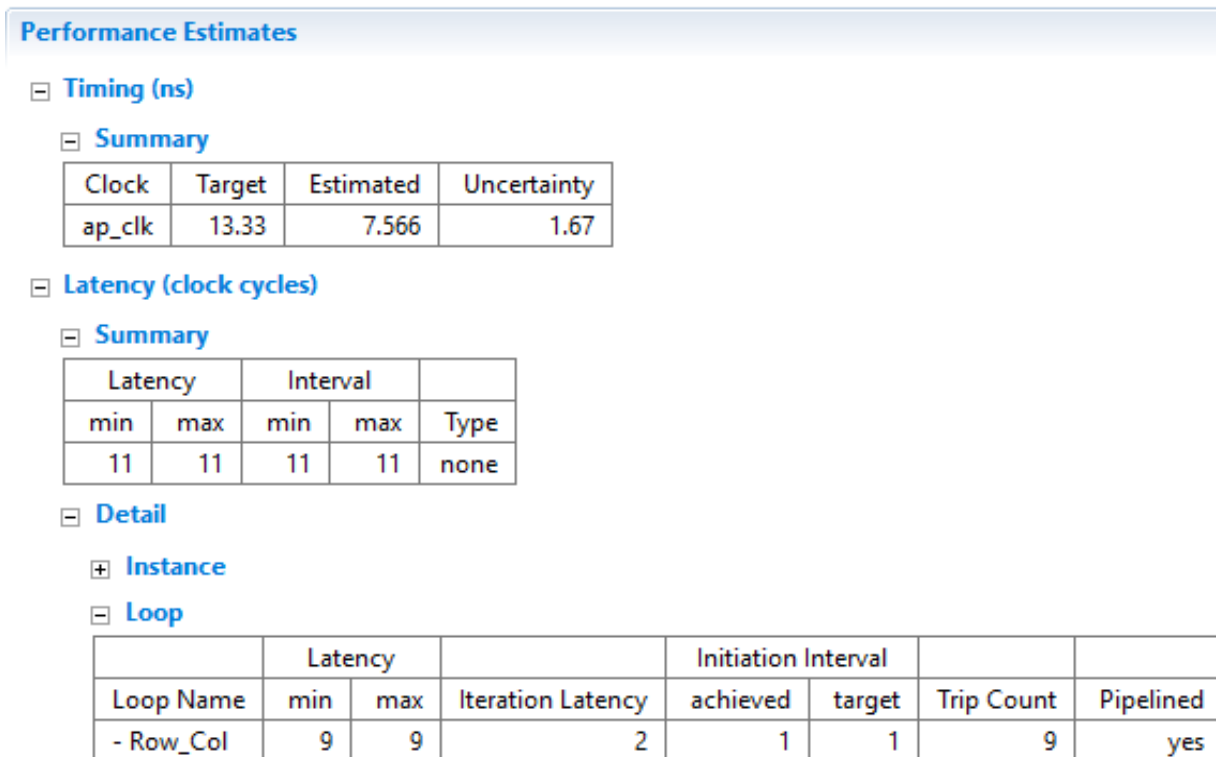 Performance Estimates
Timing (ns)
Summary
Clock Target Estimated Uncertainty
ap_clk 13.33 7.566 1.67
Latency (clock cycles)
Summary
Latency Interval
min max min max Type
11 11 11 11 none
Detail
Instance
Loop
Latency Initiation Interval
Loop Name min max Iteration Latency achieved target Trip Count Pipelined
- Row_Col 9 9 2 1 1 9 yes